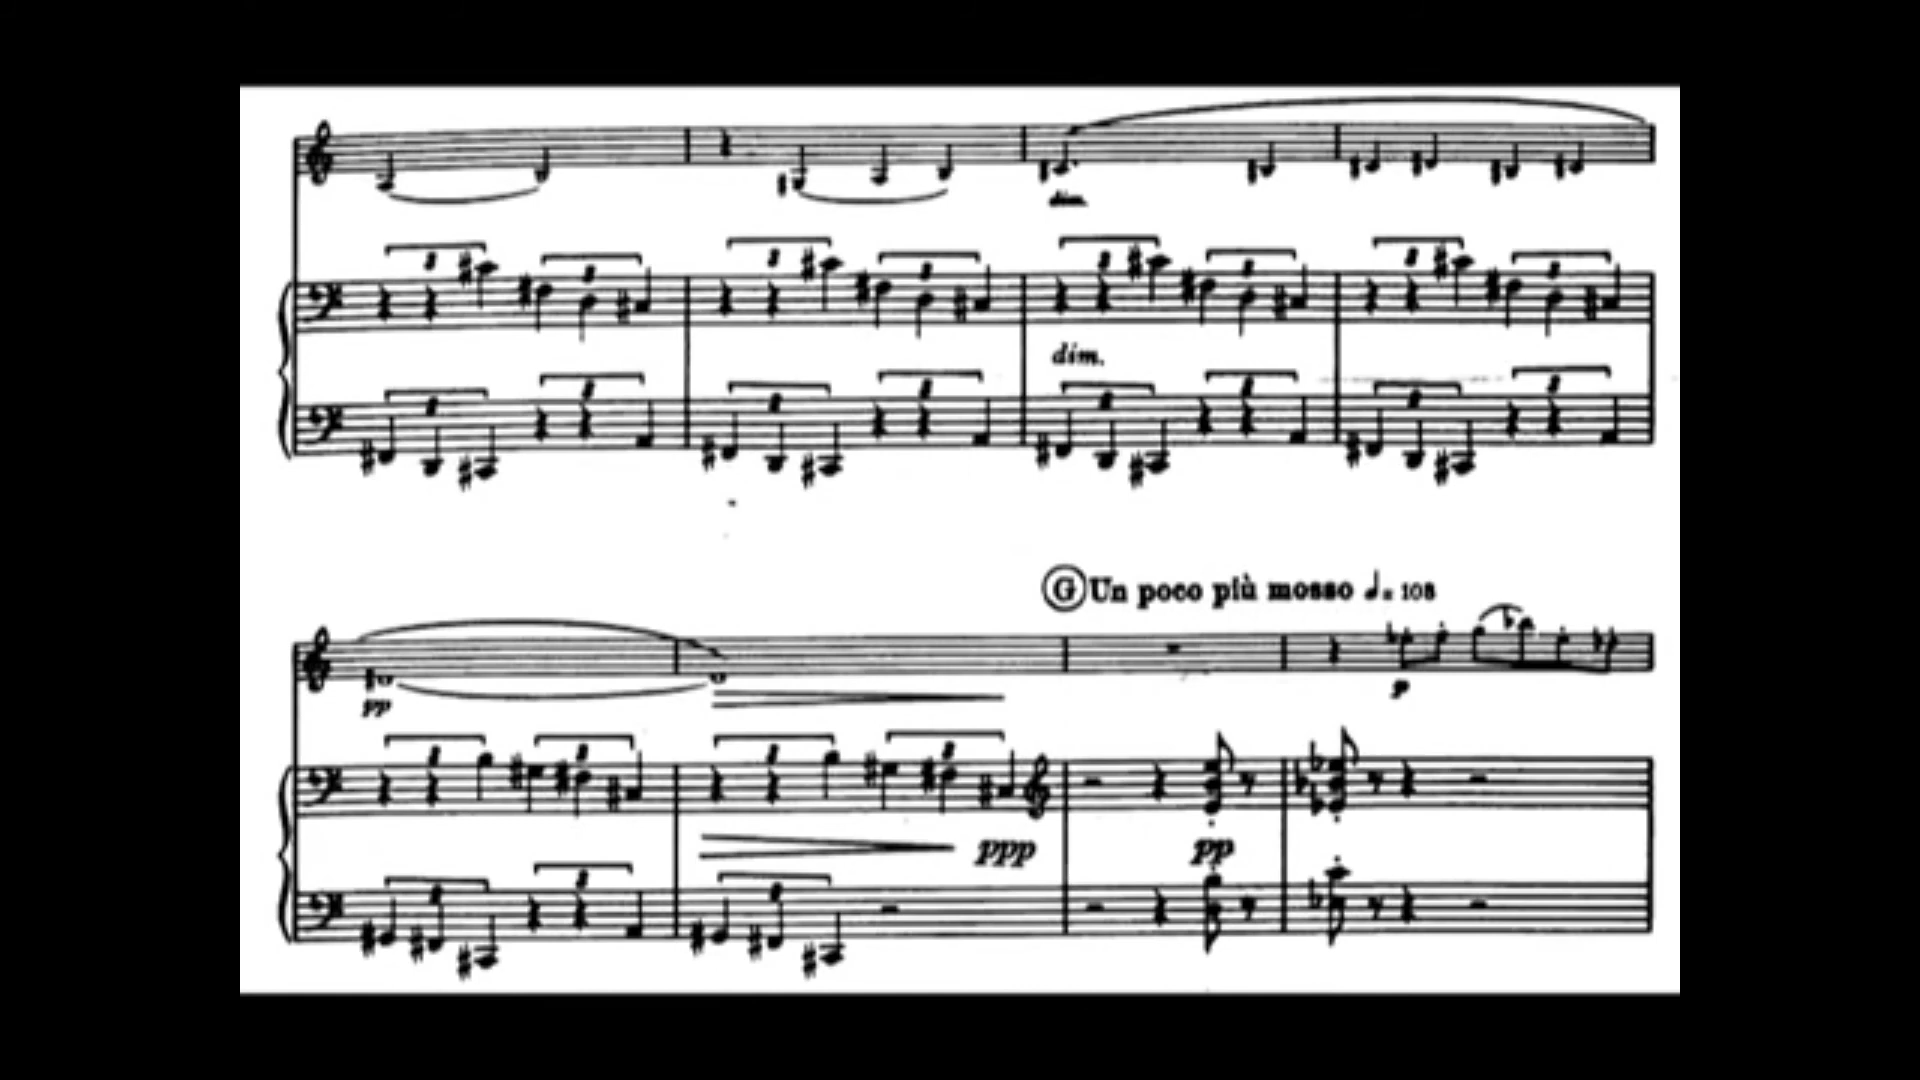 dim.
dim.
G Un poco più mosso = 108
pp
p
ppp
pp